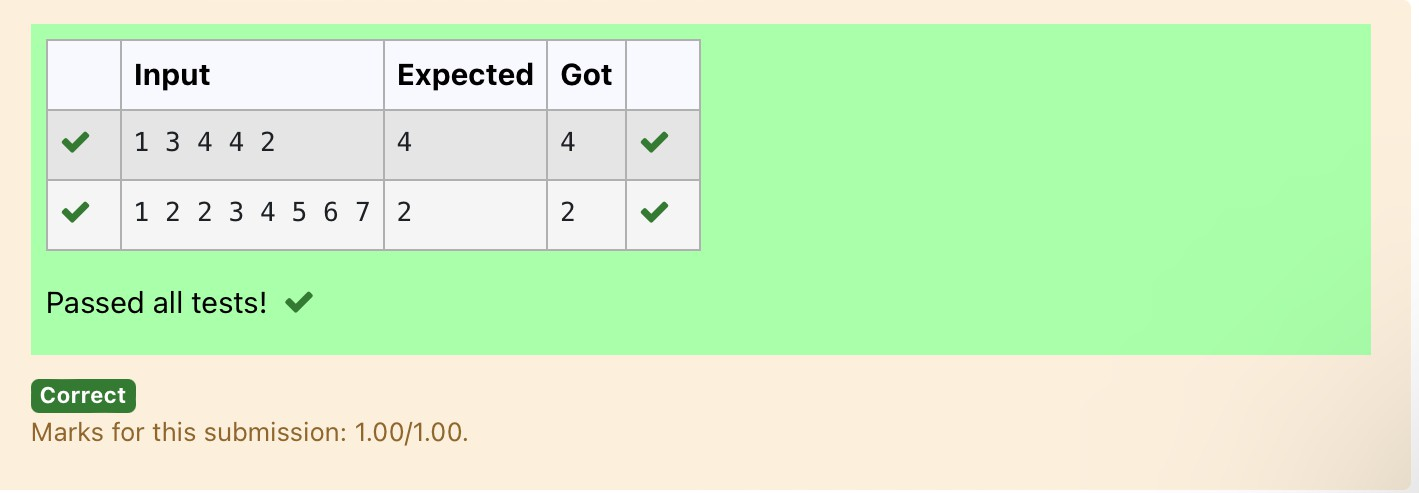 Input Expected Got
1 3 4 4 2 4 4
1 2 2 3 4 5 6 7 2 2
Passed all tests!
Correct
Marks for this submission: 1.00/1.00.